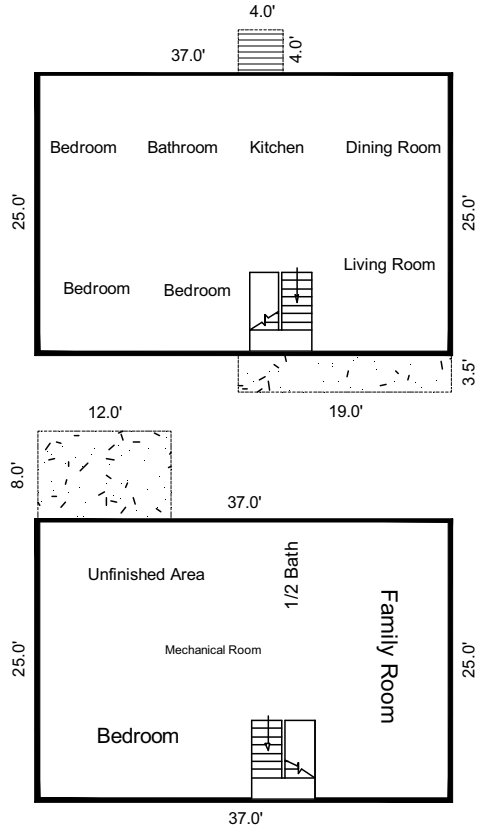 4.0'
37.0'
4.0'
Bedroom
Bathroom
Kitchen
Dining Room
25.0'
25.0'
Living Room
Bedroom
Bedroom
3.5'
12.0'
19.0'
8.0'
37.0'
Unfinished Area
1/2 Bath
Family Room
Mechanical Room
25.0'
25.0'
Bedroom
37.0'